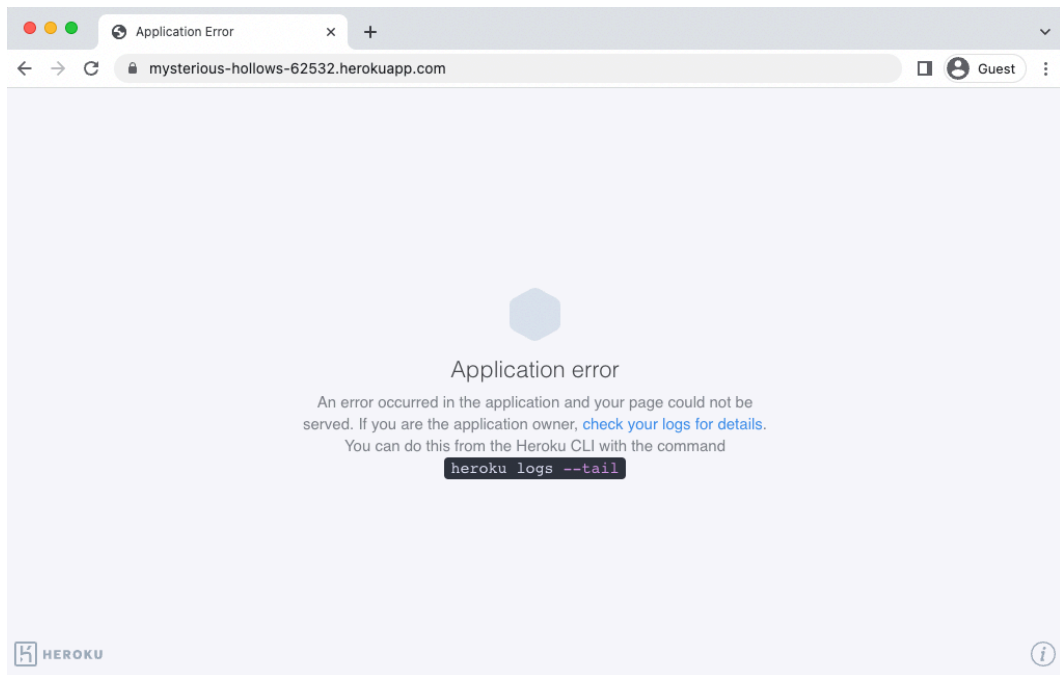 Application Error
mysterious-hollows-62532.herokuapp.com
Guest
Application error
An error occurred in the application and your page could not be
served. If you are the application owner, check your logs for details.
You can do this from the Heroku CLI with the command
heroku logs --tail
HEROKU
i